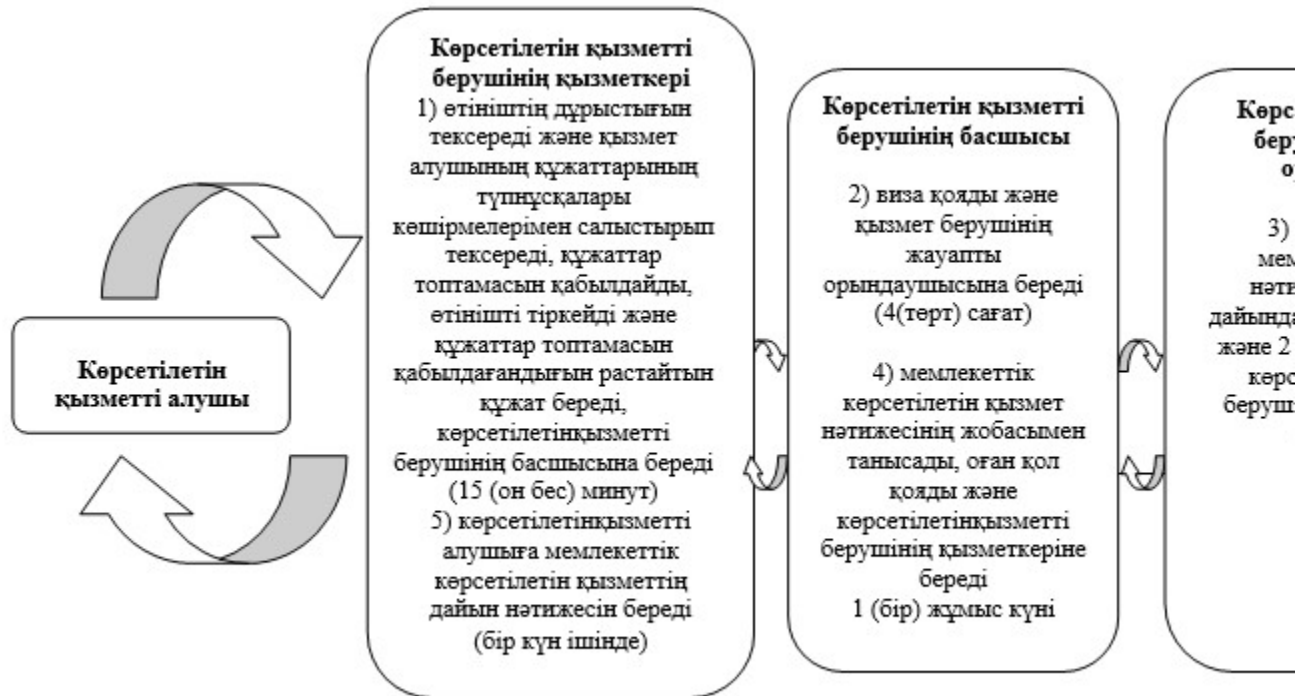 Көрсетілетін
қызметті алушы
Көрсетілетін қызметті
берушінің қызметкері
1) өтініштің дұрыстығын
тексереді және қызмет
алушының құжаттарының
түпнұсқалары
көшірмелерімен салыстырып
тексереді, құжаттар
топтамасын қабылдайды,
өтінішті тіркейді және
құжаттар топтамасын
қабылдағандығын растайтын
құжат береді,
көрсетілетінқызметті
берушінің басшысына береді
(15 (он бес) минут)
5) көрсетілетінқызметті
алушыға мемлекеттік
көрсетілетін қызметтің
дайын нәтижесін береді
(бір күн ішінде)
Көрсетілетін қызметті
берушінің басшысы
2) виза қояды және
қызмет берушінің
жауапты
орындаушысына береді
(4(төрт) сағат)
4) мемлекеттік
көрсетілетін қызмет
нәтижесінің жобасымен
танысады, оған қол
қояды және
көрсетілетінқызметті
берушінің қызметкеріне
береді
1 (бір) жұмыс күні
3)
және 2